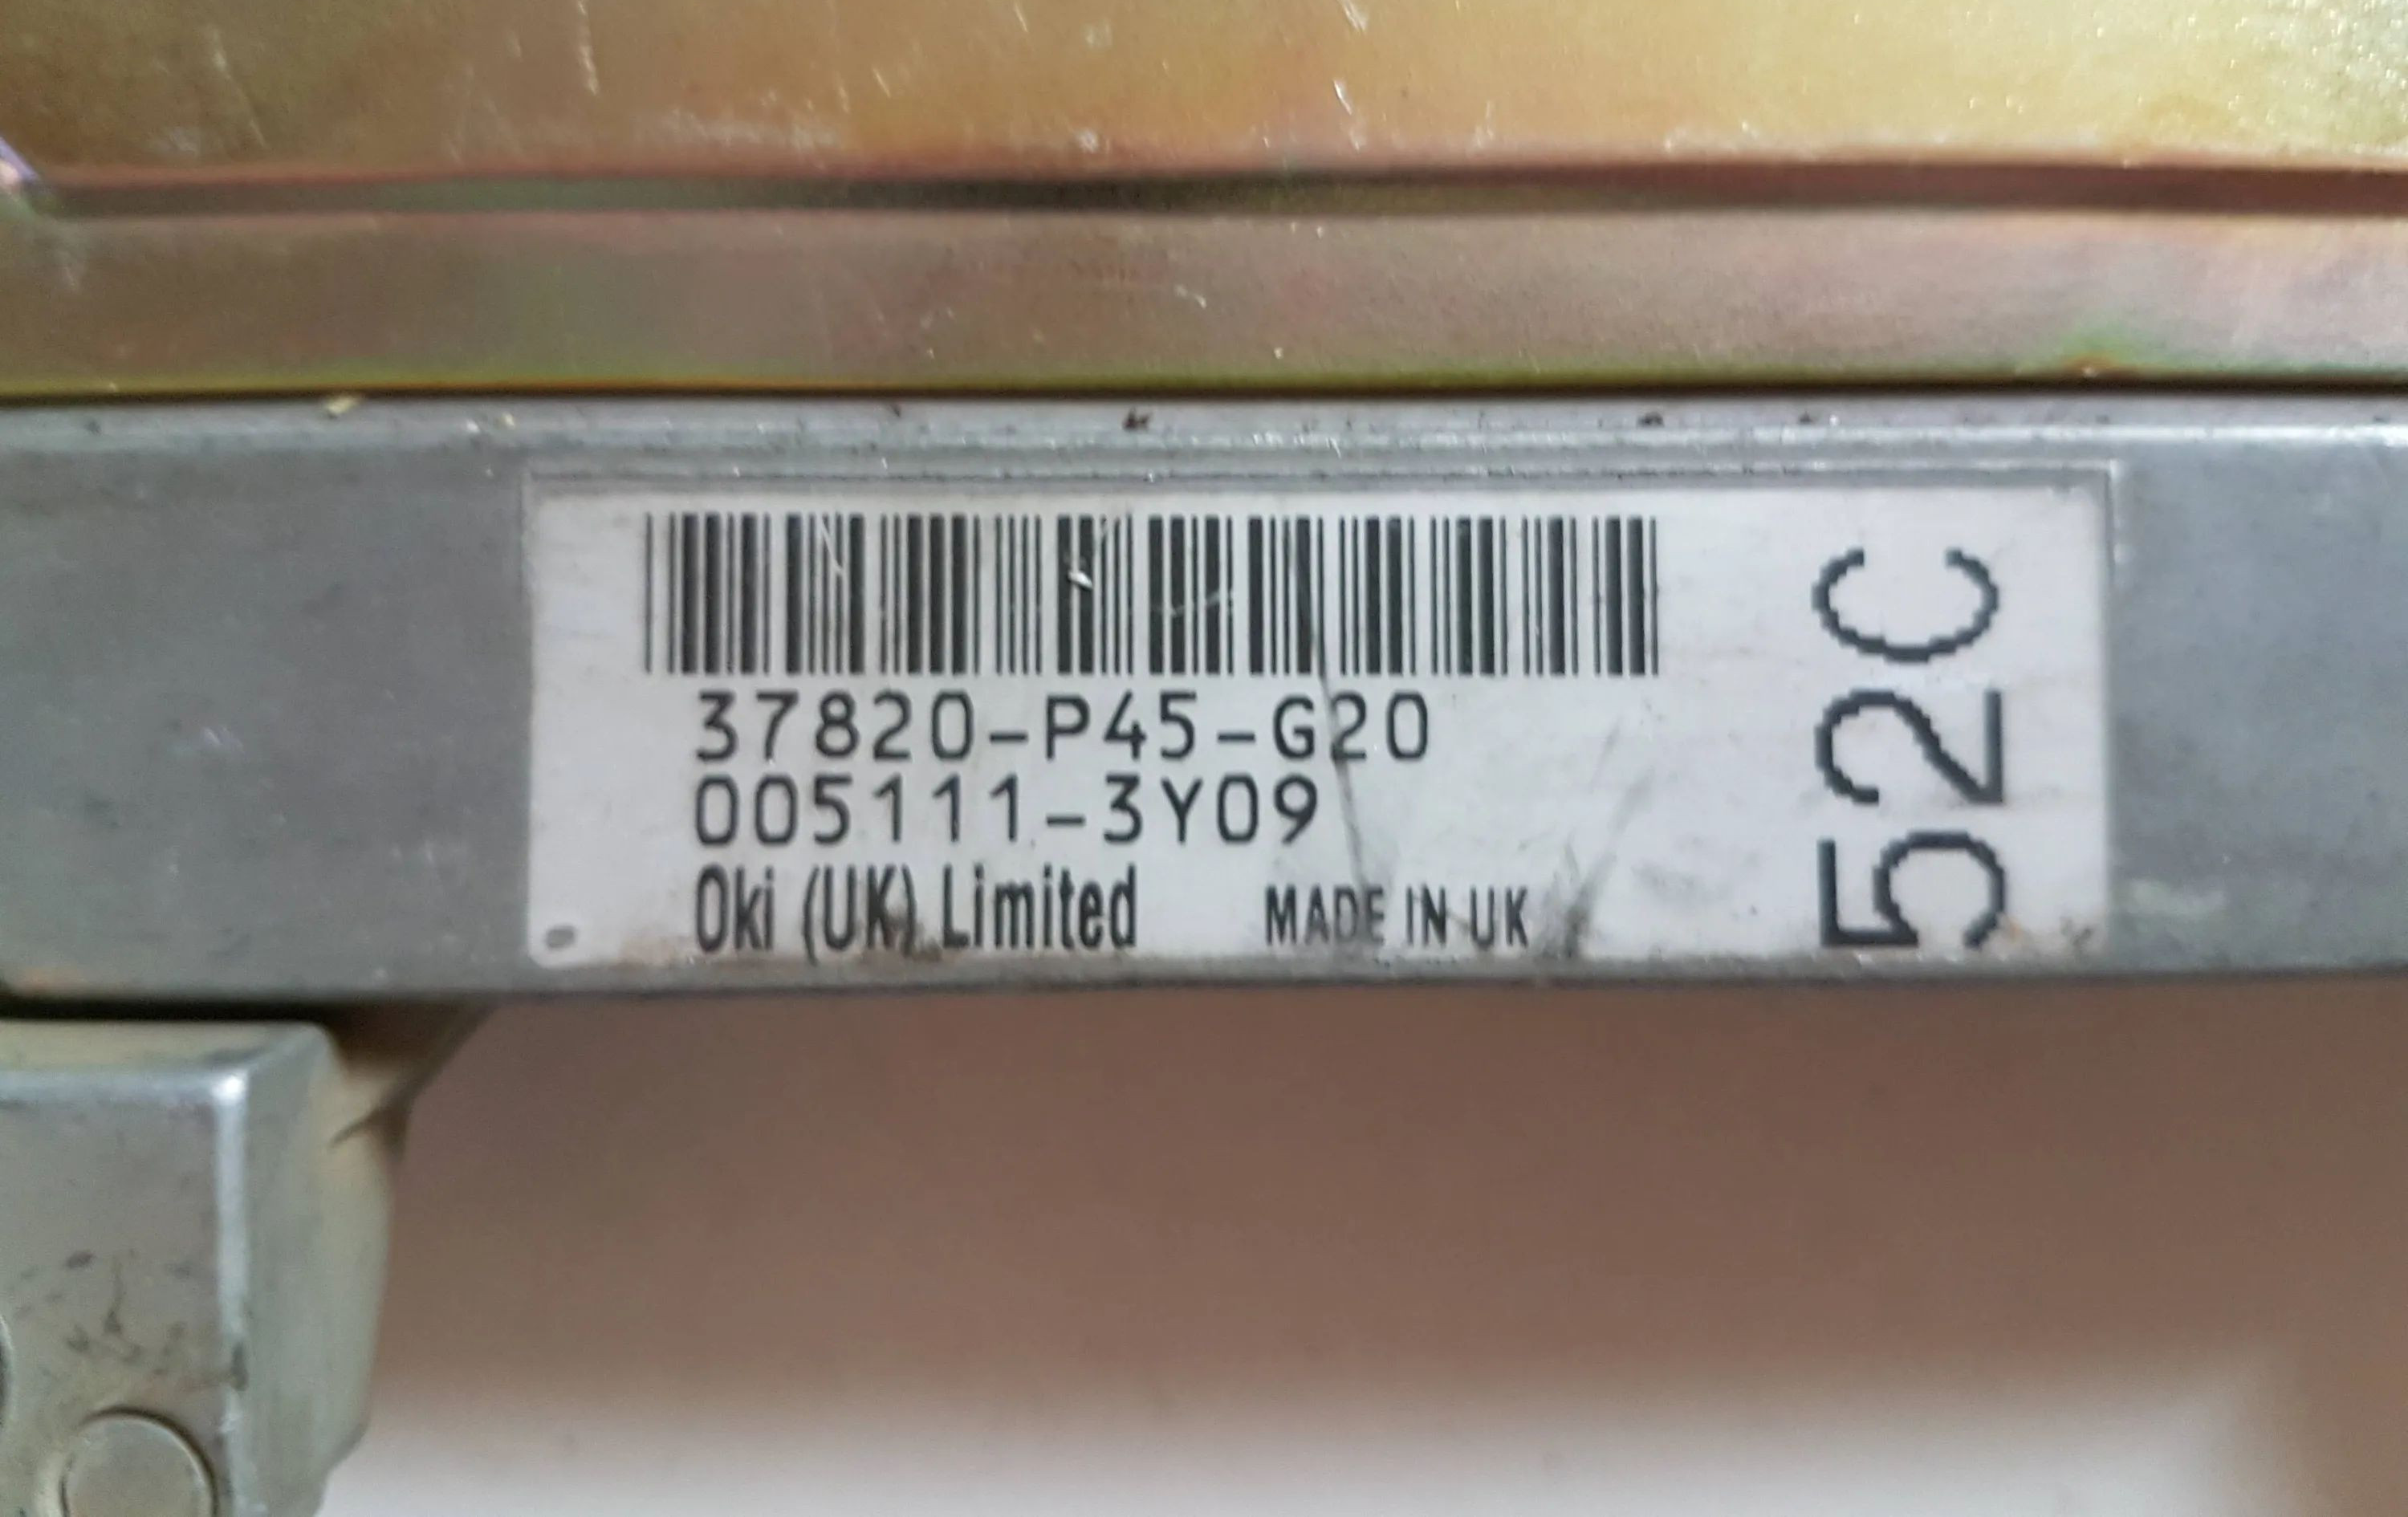 37820-P45-G20
005111-3Y09
Oki (UK) Limited MADE IN UK
52C